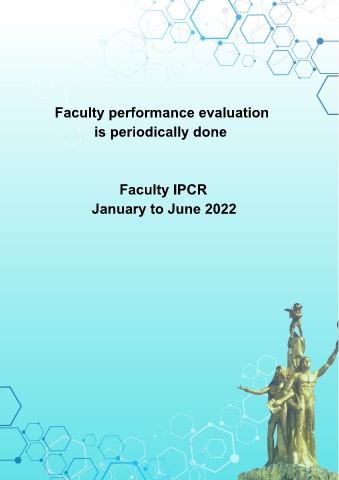 Faculty performance evaluation
is periodically done
Faculty IPCR
January to June 2022